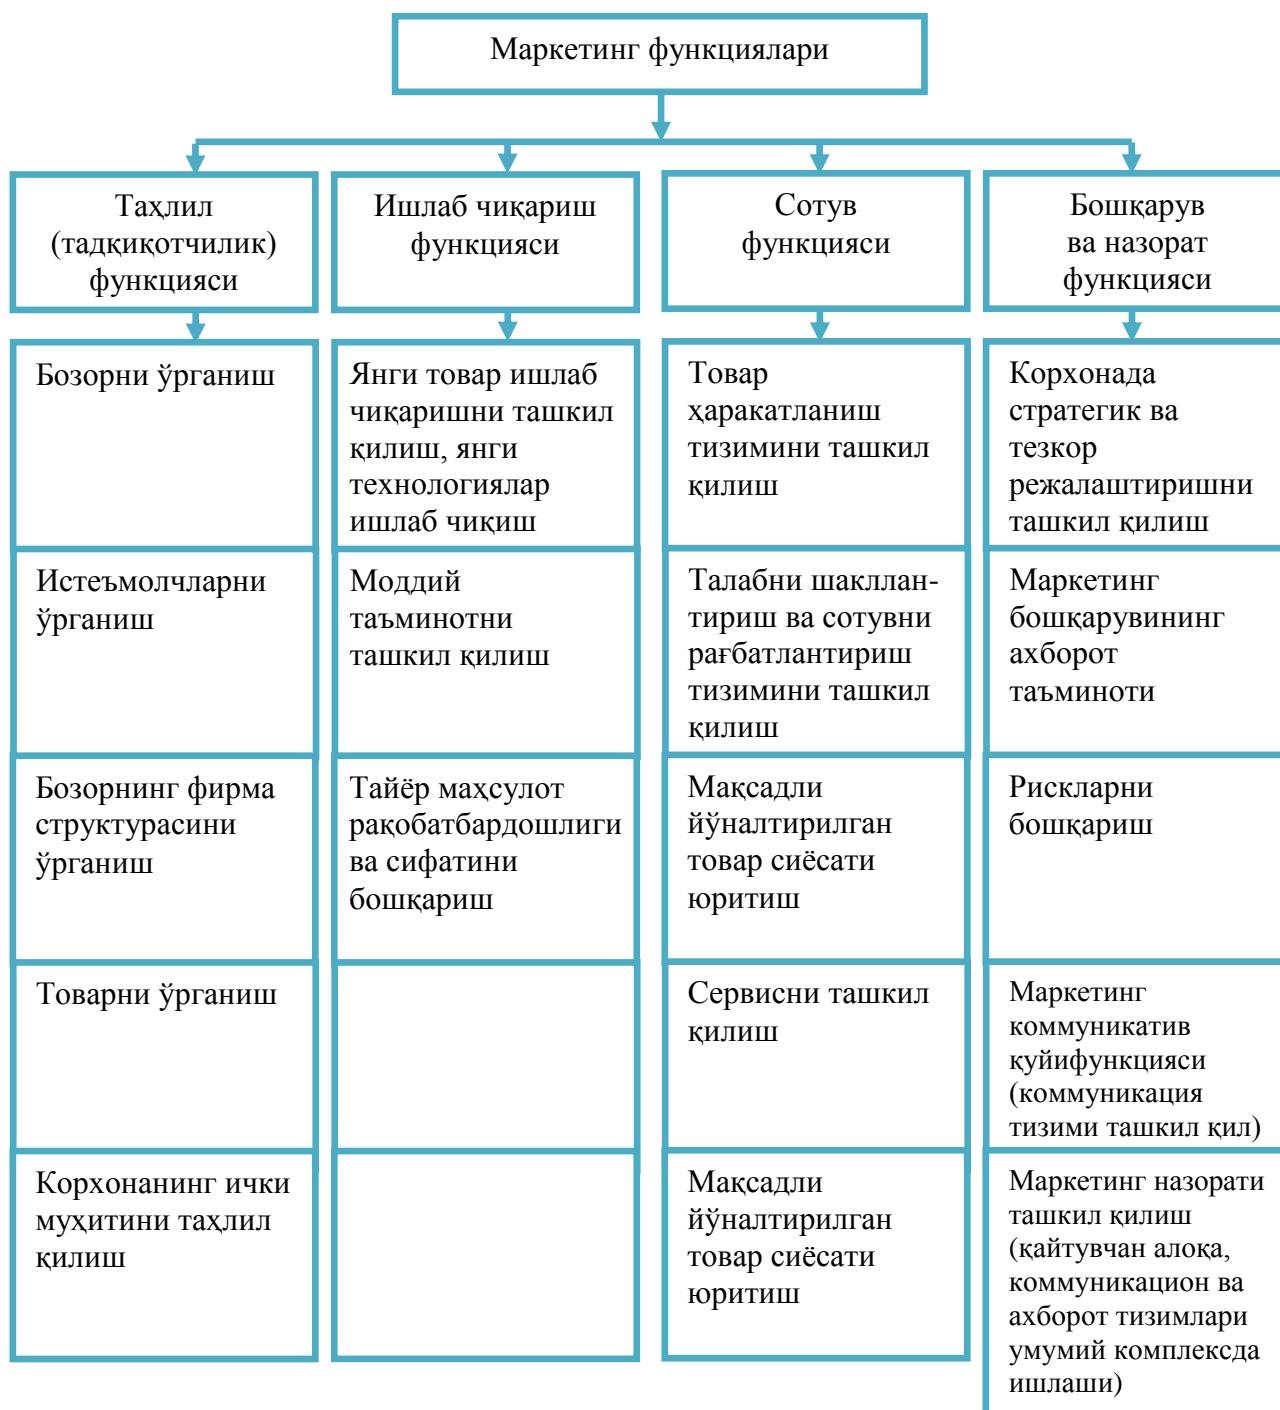 Маркетинг функциялари
Таҳлил
(тадқиқотчилик)
функцияси
Ишлаб чиқариш
функцияси
Сотув
функцияси
Бошқарув
ва назорат
функцияси
Бозорни ўрганиш
Истеъмолчларни
ўрганиш
Бозорнинг фирма
структурасини
ўрганиш
Товарни ўрганиш
Корхонанинг ички
муҳитини таҳлил
қилиш
Янги товар ишлаб
чиқаришни ташкил
қилиш, янги
технологиялар
ишлаб чиқиш
Моддий
таъминотни
ташкил қилиш
Тайёр маҳсулот
рақобатбардошлиги
ва сифатини
бошқариш
Товар
ҳаракатланиш
тизимини ташкил
қилиш
Талабни шакллан-
тириш ва сотувни
рағбатлантириш
тизимини ташкил
қилиш
Мақсадли
йўналтирилган
товар сиёсати
юритиш
Сервисни ташкил
қилиш
Мақсадли
йўналтирилган
товар сиёсати
юритиш
Корхонада
стратегик ва
тезкор
режалаштиришни
ташкил қилиш
Маркетинг
бошқарувининг
ахборот
таъминоти
Рискларни
бошқариш
Маркетинг
коммуникатив
қуйифункцияси
(коммуникация
тизими ташкил қил)
Маркетинг назорати
ташкил қилиш
(қайтувчан алоқа,
коммуникацион ва
ахборот тизимлари
умумий комплексда
ишлаши)